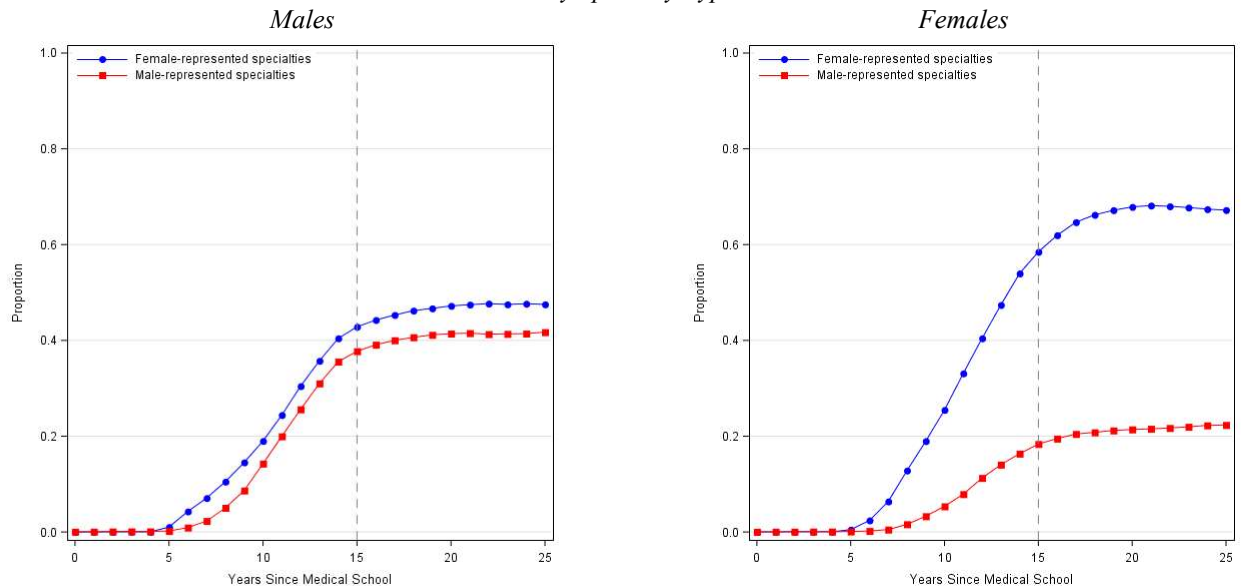 Males
Females
Female-represented specialties
Male-represented specialties
1.0
0.8
0.6
0.4
0.2
0.0
Proportion
0 5 10 15 20 25
Years Since Medical School
Female-represented specialties
Male-represented specialties
1.0
0.8
0.6
0.4
0.2
0.0
Proportion
0 5 10 15 20 25
Years Since Medical School